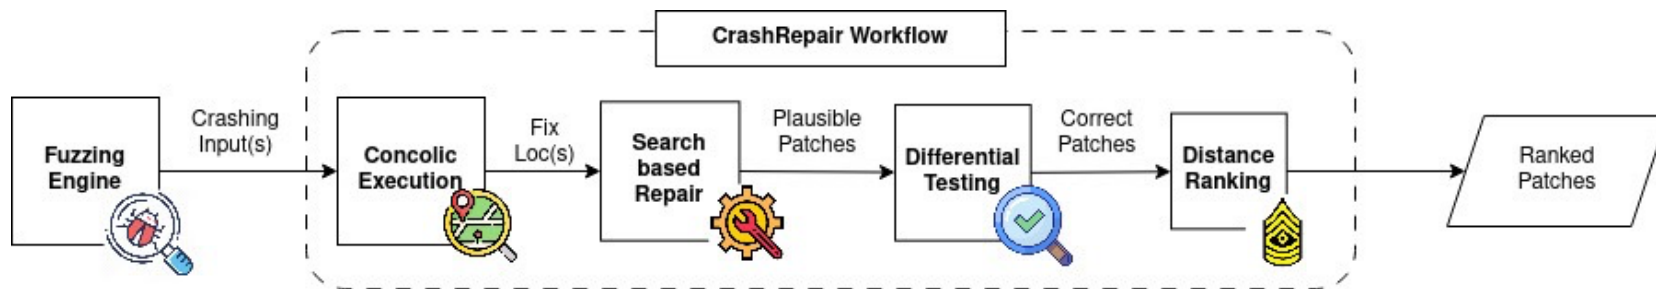 CrashRepair Workflow
Fuzzing
Engine
Crashing
Input(s)
Concolic
Execution
Fix
Loc(s)
Search
based
Repair
Plausible
Patches
Differential
Testing
Correct
Patches
Distance
Ranking
Ranked
Patches